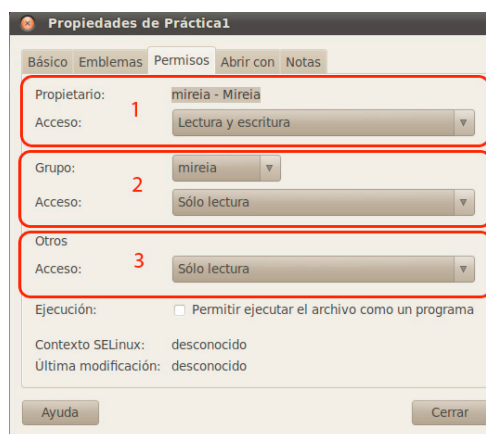 Propiedades de Práctica1
Básico Emblemas Permisos Abrir con Notas
Propietario: mireia - Mireia
1
Acceso: Lectura y escritura
Grupo: mireia
2
Acceso: Sólo lectura
Otros
3
Acceso: Sólo lectura
Ejecución: Permitir ejecutar el archivo como un programa
Contexto SELinux: desconocido
Última modificación: desconocido
Ayuda Cerrar